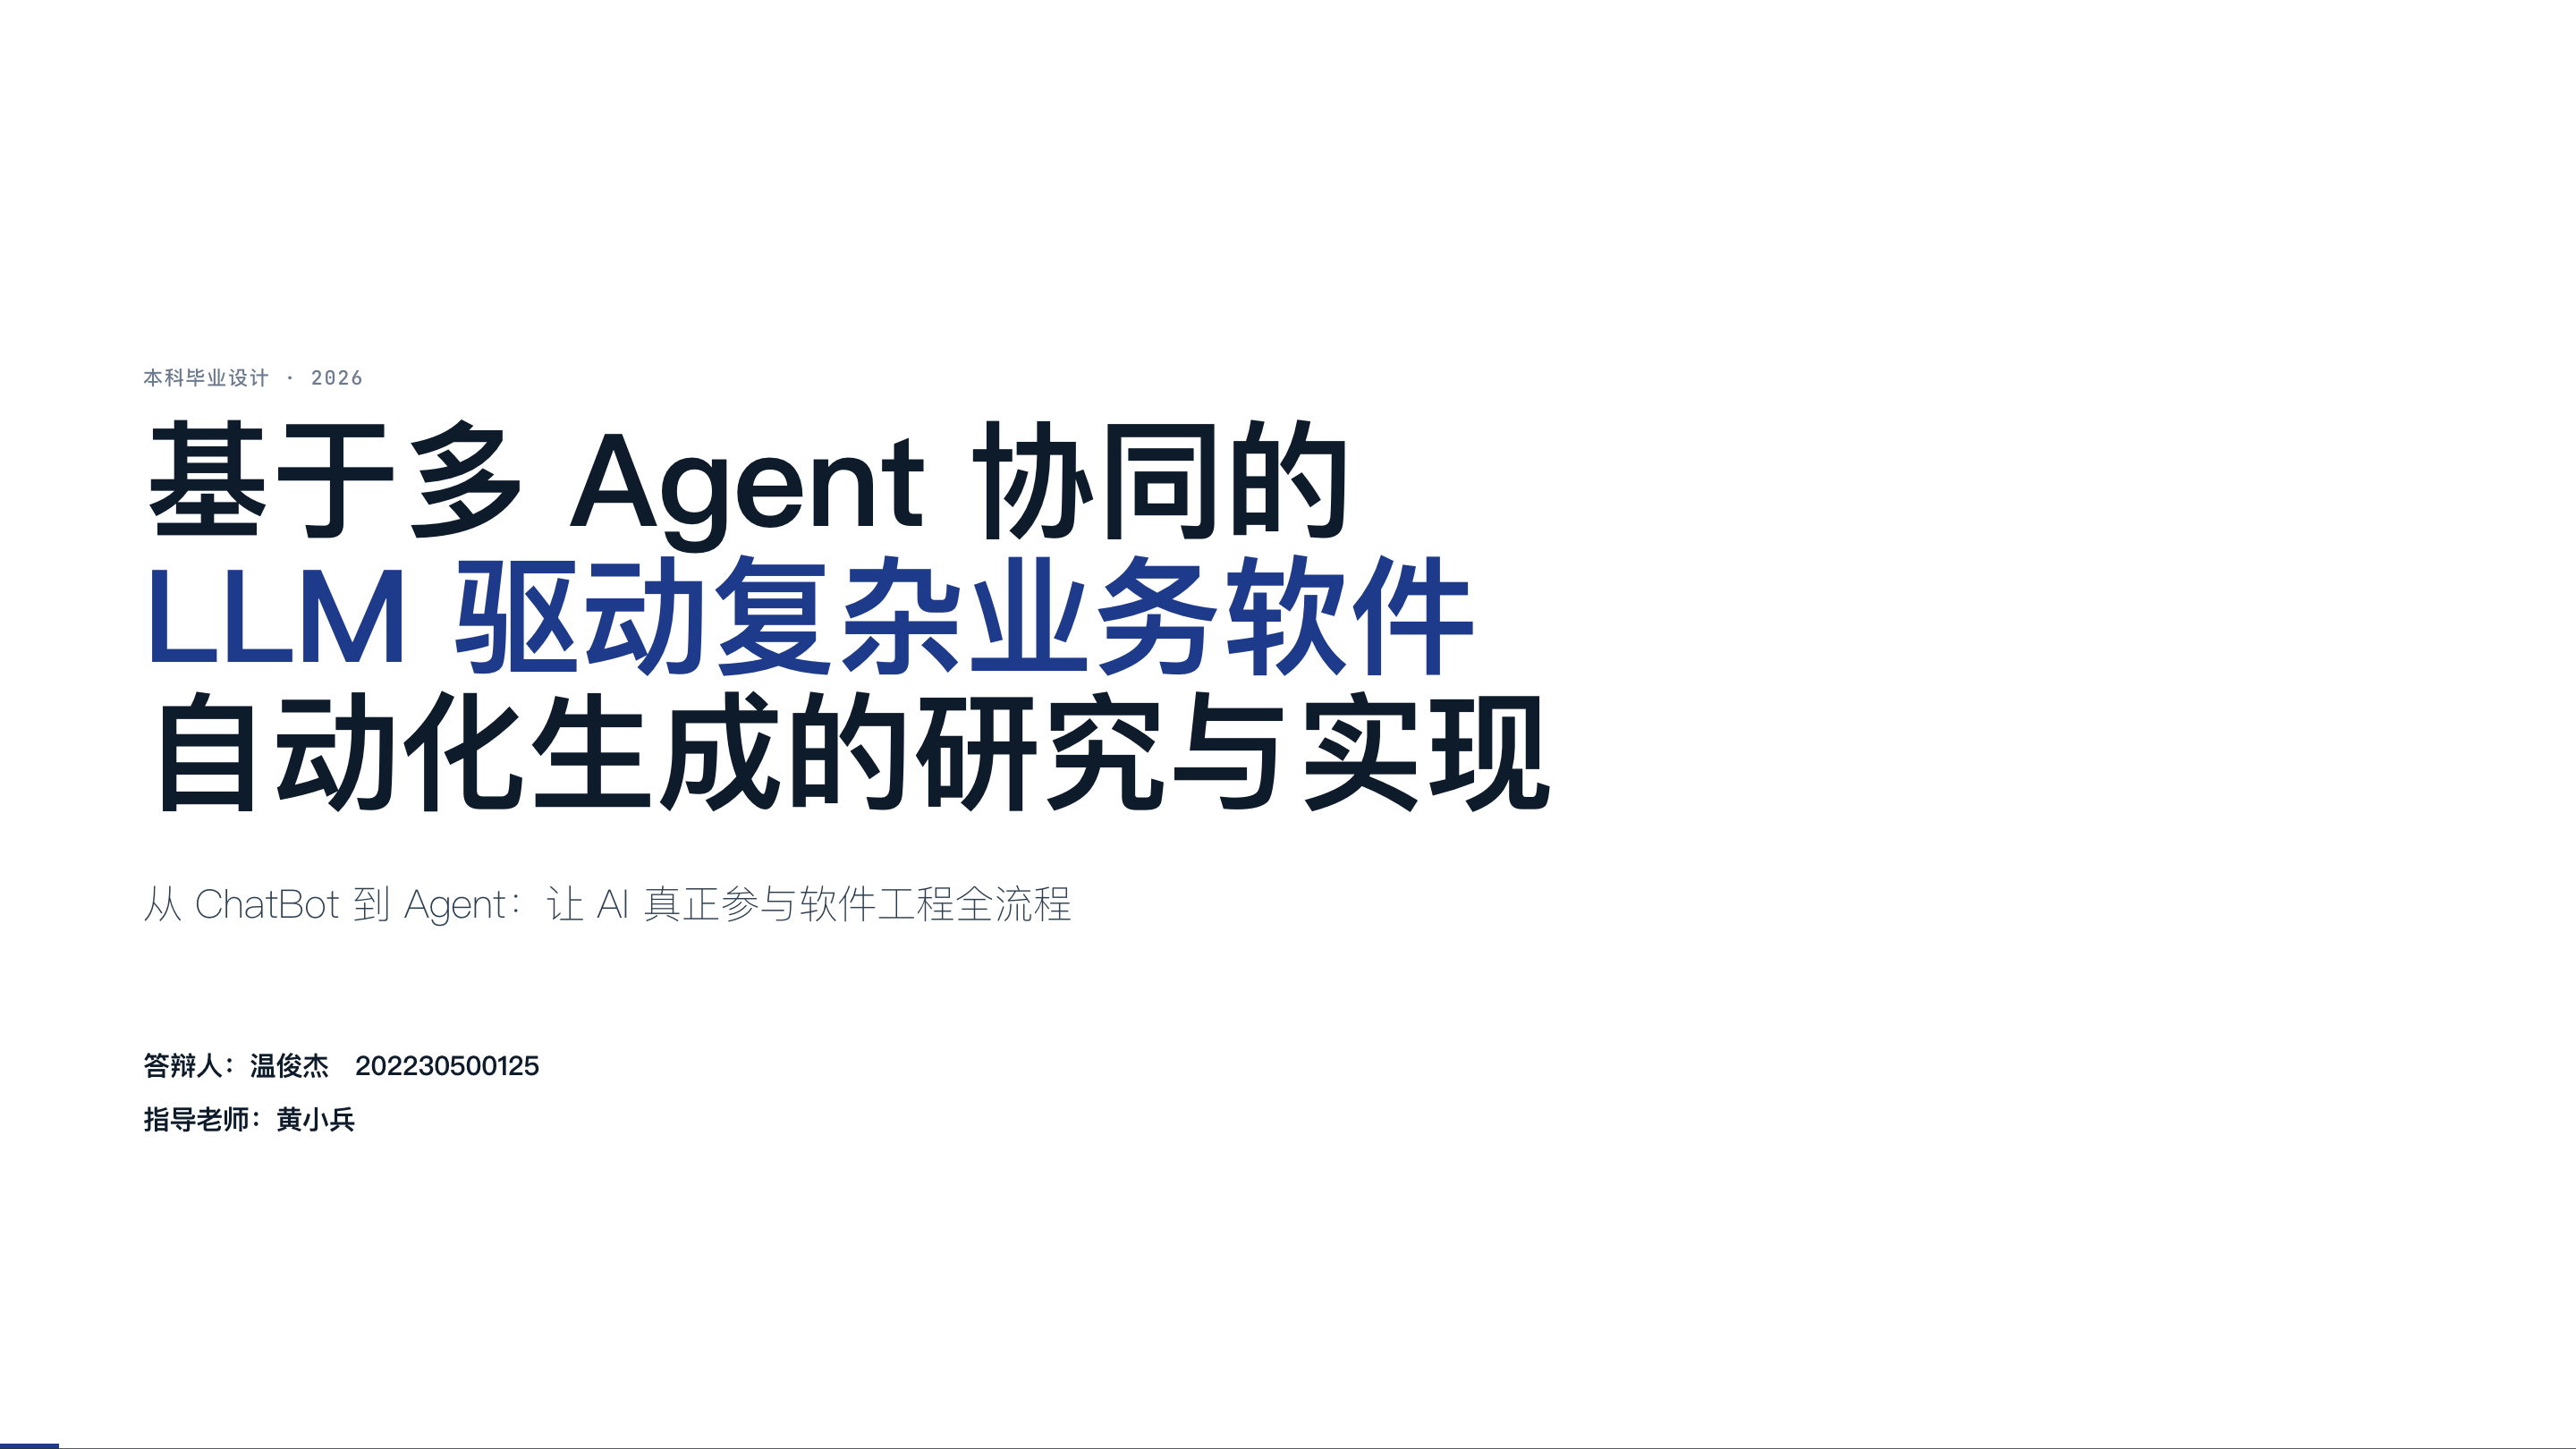 本科毕业设计 · 2026
基于多 Agent 协同的
LLM 驱动复杂业务软件
自动化生成的研究与实现
从 ChatBot 到 Agent：让 AI 真正参与软件工程全流程
答辩人：温俊杰　202230500125
指导老师：黄小兵